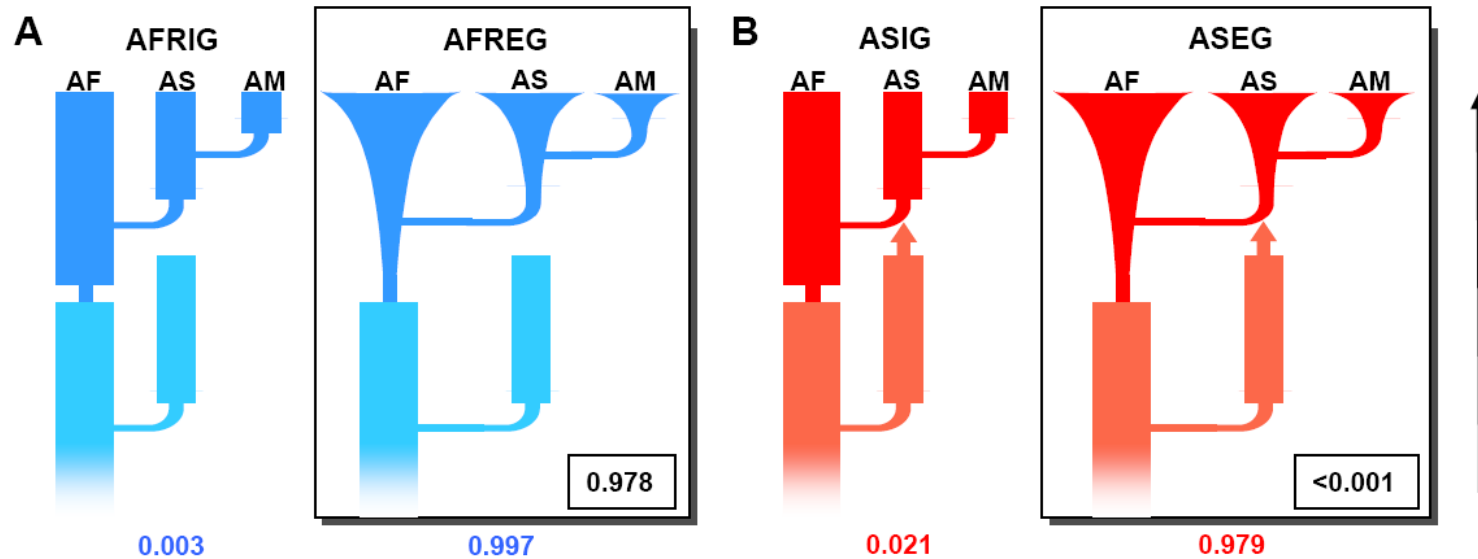 A
AFRIG
AF AS AM
0.003
AFREG
AF AS AM
0.978
0.997
B
ASIG
AF AS AM
0.021
ASEG
AF AS AM
<0.001
0.979